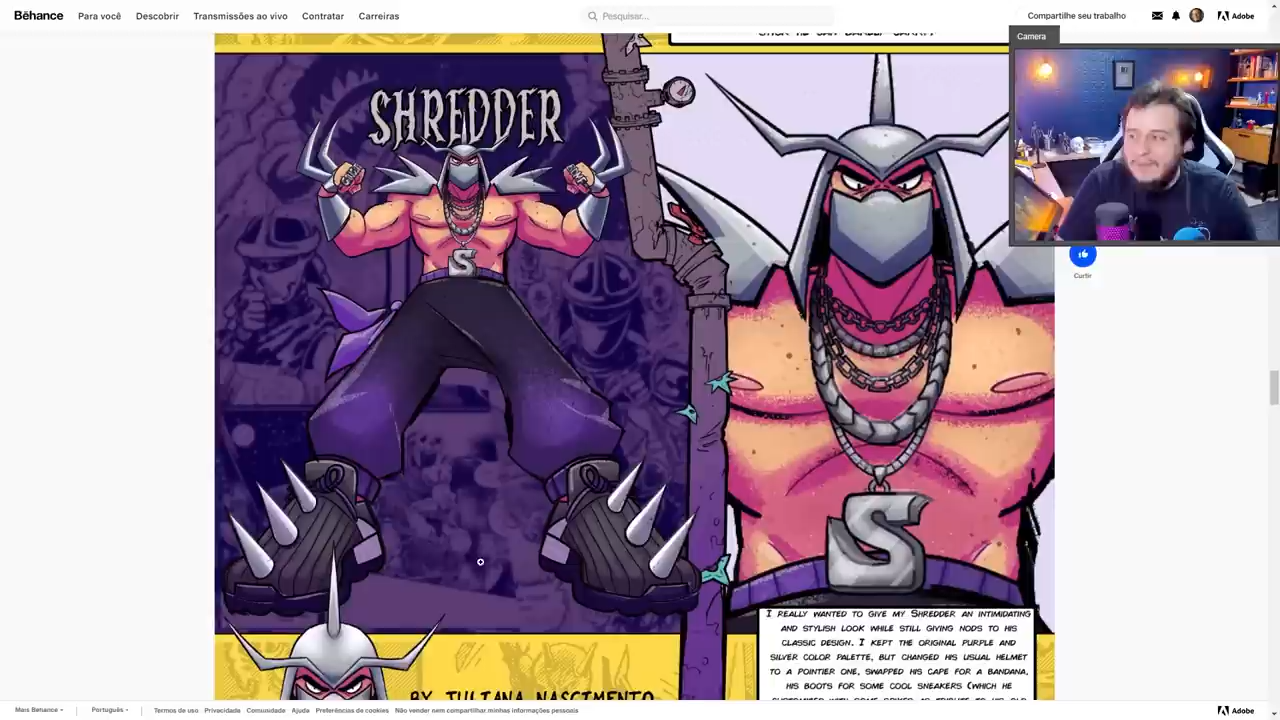 Bēhance
Para você
Descobrir
Transmissões ao vivo
Contratar
Carreiras
Pesquisar...
Compartilhe seu trabalho
Adobe
Camera
SHREDDER
S
S
Curtir
I REALLY WANTED TO GIVE MY SHREDDER AN INTIMIDATING
AND STYLISH LOOK WHILE STILL GIVING NODS TO HIS
CLASSIC DESIGN. I KEPT THE ORIGINAL PURPLE AND
SILVER COLOR PALETTE, BUT CHANGED HIS USUAL HELMET
TO A POINTIER ONE, SWAPPED HIS CAPE FOR A BANDANA,
HIS BOOTS FOR SOME COOL SNEAKERS (WHICH HE
BY JULIANA NASCIMENTO
Mais Behance
Português
Termos de uso
Privacidade
Comunidade
Ajuda
Preferências de cookies
Não vender nem compartilhar minhas informações pessoais
Adobe